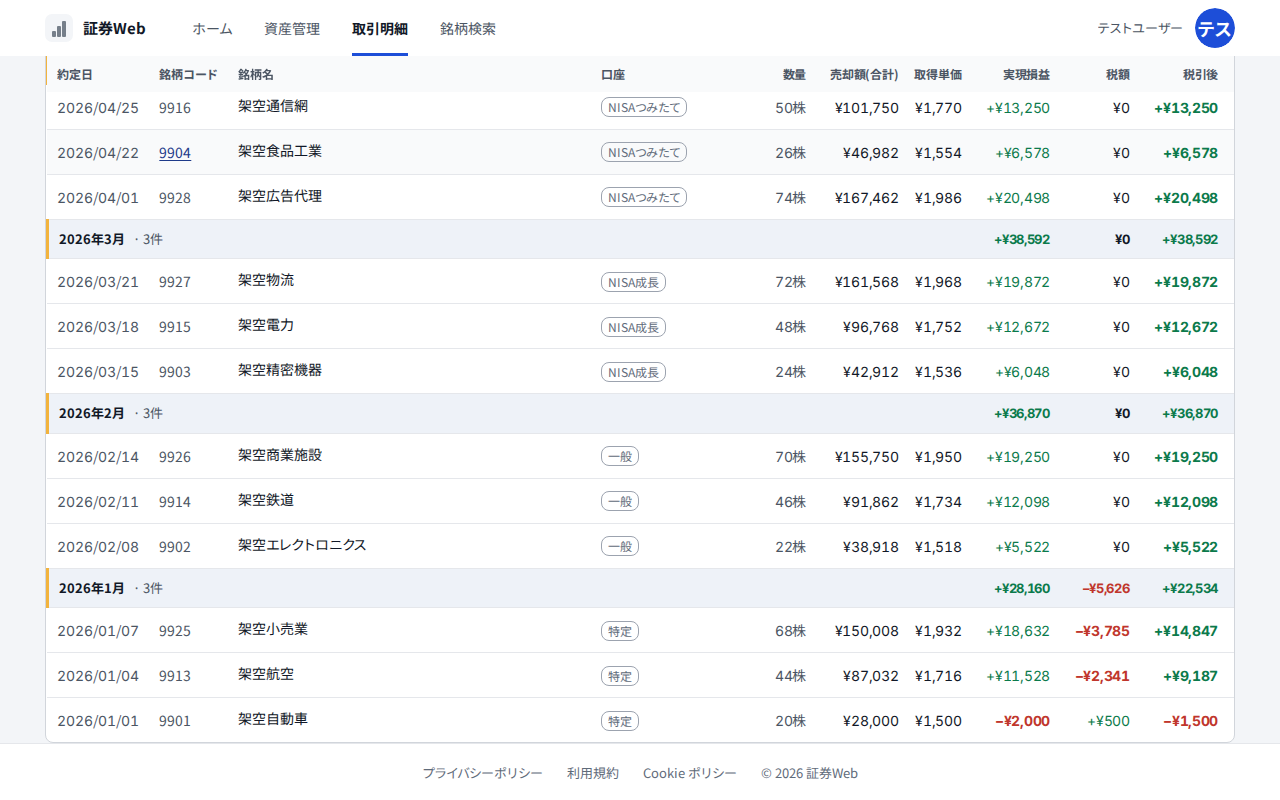 証券Web ホーム 資産管理 取引明細 銘柄検索 テストユーザー テス
約定日 銘柄コード 銘柄名 口座 数量 売却額(合計) 取得単価 実現損益 税額 税引後
2026/04/25 9916 架空通信網 NISAつみたて 50株 ¥101,750 ¥1,770 +¥13,250 ¥0 +¥13,250
2026/04/22 9904 架空食品工業 NISAつみたて 26株 ¥46,982 ¥1,554 +¥6,578 ¥0 +¥6,578
2026/04/01 9928 架空広告代理 NISAつみたて 74株 ¥167,462 ¥1,986 +¥20,498 ¥0 +¥20,498
2026年3月 · 3件 +¥38,592 ¥0 +¥38,592
2026/03/21 9927 架空物流 NISA成長 72株 ¥161,568 ¥1,968 +¥19,872 ¥0 +¥19,872
2026/03/18 9915 架空電力 NISA成長 48株 ¥96,768 ¥1,752 +¥12,672 ¥0 +¥12,672
2026/03/15 9903 架空精密機器 NISA成長 24株 ¥42,912 ¥1,536 +¥6,048 ¥0 +¥6,048
2026年2月 · 3件 +¥36,870 ¥0 +¥36,870
2026/02/14 9926 架空商業施設 一般 70株 ¥155,750 ¥1,950 +¥19,250 ¥0 +¥19,250
2026/02/11 9914 架空鉄道 一般 46株 ¥91,862 ¥1,734 +¥12,098 ¥0 +¥12,098
2026/02/08 9902 架空エレクトロニクス 一般 22株 ¥38,918 ¥1,518 +¥5,522 ¥0 +¥5,522
2026年1月 · 3件 +¥28,160 −¥5,626 +¥22,534
2026/01/07 9925 架空小売業 特定 68株 ¥150,008 ¥1,932 +¥18,632 −¥3,785 +¥14,847
2026/01/04 9913 架空航空 特定 44株 ¥87,032 ¥1,716 +¥11,528 −¥2,341 +¥9,187
2026/01/01 9901 架空自動車 特定 20株 ¥28,000 ¥1,500 −¥2,000 +¥500 −¥1,500
プライバシーポリシー 利用規約 Cookie ポリシー © 2026 証券Web